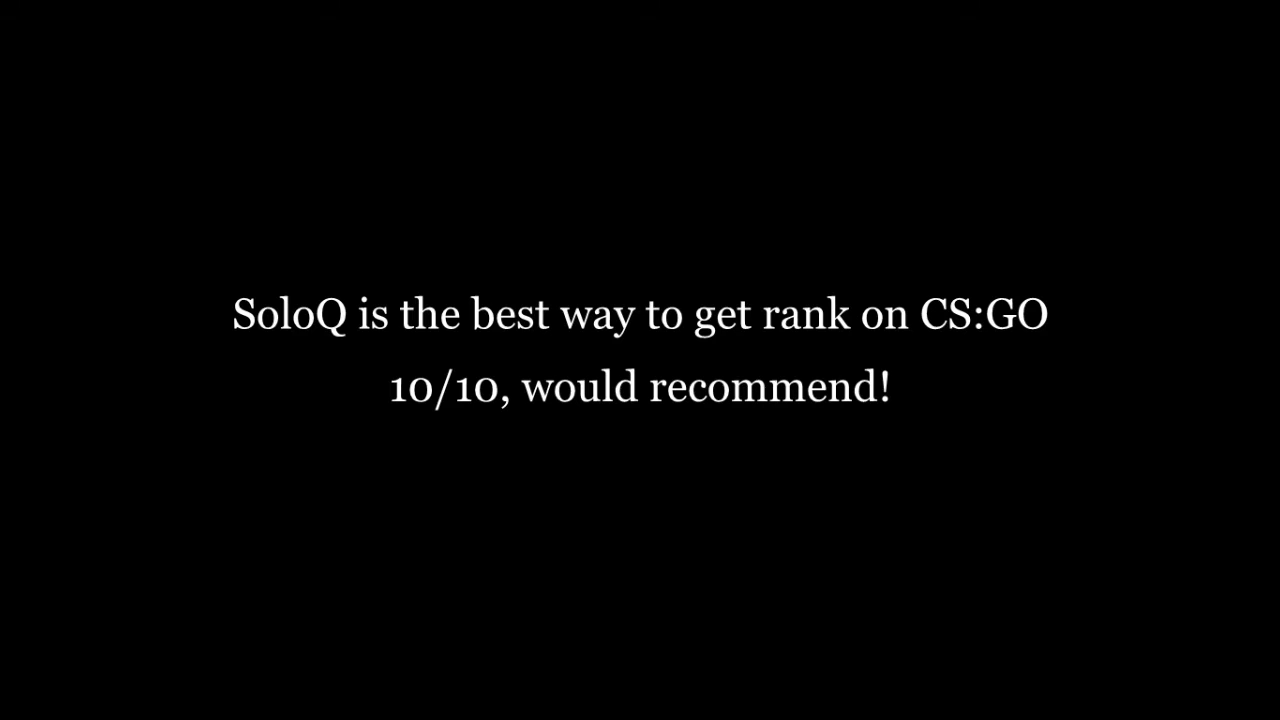 SoloQ is the best way to get rank on CS:GO
10/10, would recommend!